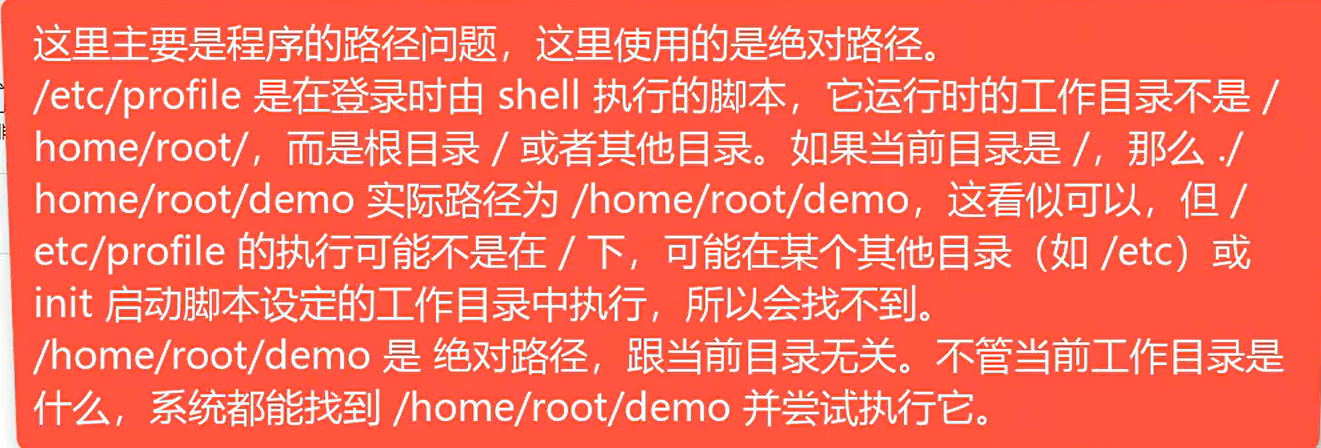 这里主要是程序的路径问题，这里使用的是绝对路径。
/etc/profile 是在登录时由 shell 执行的脚本，它运行时的工作目录不是 /
home/root/，而是根目录 / 或者其他目录。如果当前目录是 /，那么 ./
home/root/demo 实际路径为 /home/root/demo，这看似可以，但 /
etc/profile 的执行可能不是在 / 下，可能在某个其他目录（如 /etc）或
init 启动脚本设定的工作目录中执行，所以会找不到。
/home/root/demo 是 绝对路径，跟当前目录无关。不管当前工作目录是
什么，系统都能找到 /home/root/demo 并尝试执行它。